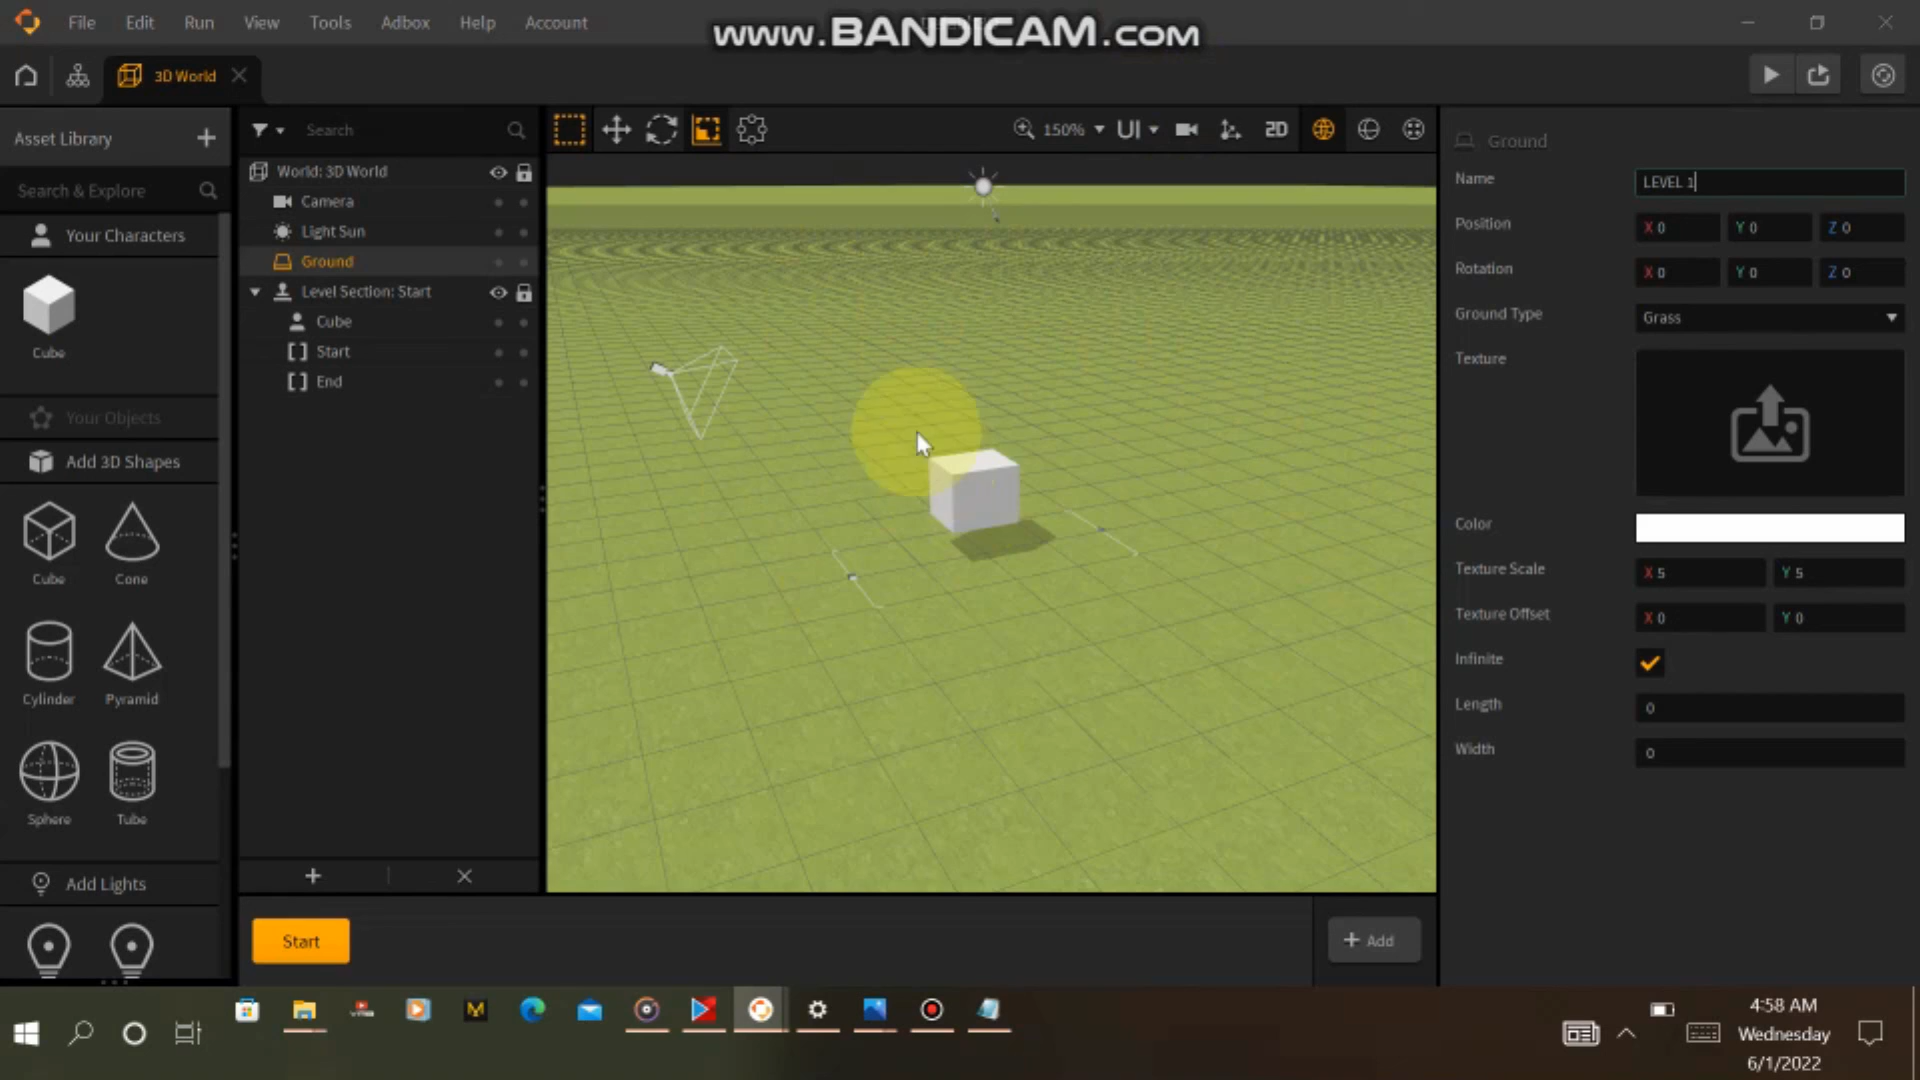 File Edit Run View Tools Adbox Help Account
www.BANDICAM.com
3D World
Asset Library
Search & Explore
Your Characters
Cube
Your Objects
Add 3D Shapes
Cube Cone
Cylinder Pyramid
Sphere Tube
Add Lights
Search
World: 3D World
Camera
Light Sun
Ground
Level Section: Start
Cube
Start
End
150% UI 2D
Start
Add
Ground
Name LEVEL 1
Position X 0 Y 0 Z 0
Rotation X 0 Y 0 Z 0
Ground Type Grass
Texture
Color
Texture Scale X 5 Y 5
Texture Offset X 0 Y 0
Infinite
Length 0
Width 0
4:58 AM
Wednesday
6/1/2022